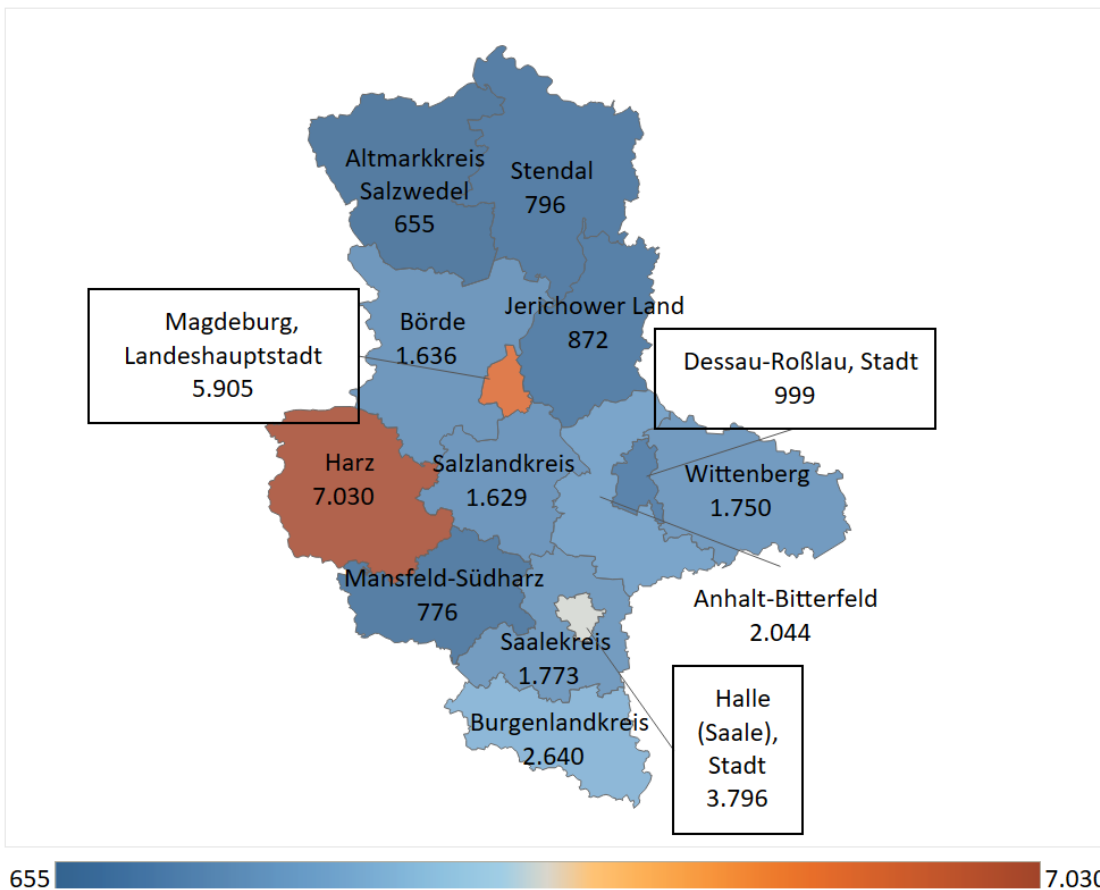 Altmarkkreis
Salzwedel
655
Stendal
796
Magdeburg,
Landeshauptstadt
5.905
Börde
1.636
Jerichower Land
872
Dessau-Roßlau, Stadt
999
Harz
7.030
Salzlandkreis
1.629
Wittenberg
1.750
Mansfeld-Südharz
776
Anhalt-Bitterfeld
2.044
Saalekreis
1.773
Halle
(Saale),
Stadt
3.796
Burgenlandkreis
2.640
655
7.030